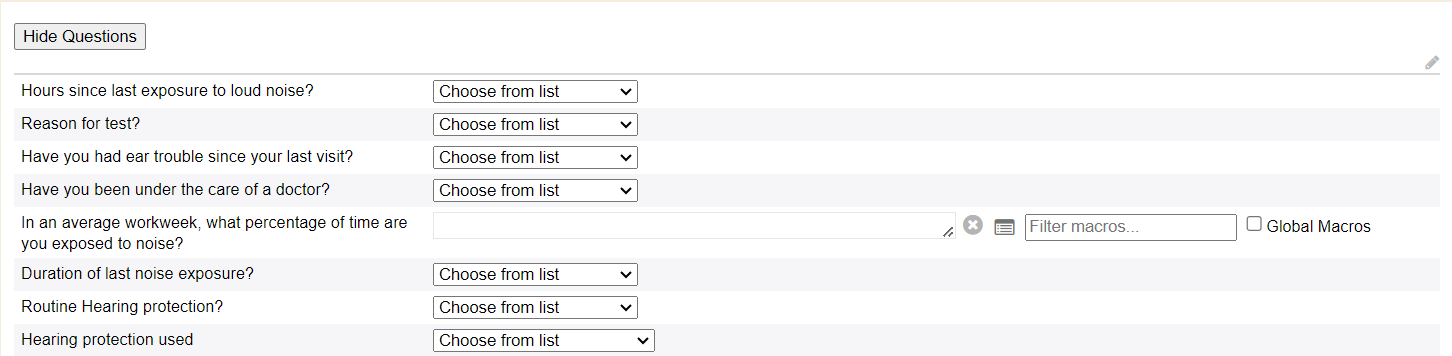 Hide Questions
Hours since last exposure to loud noise? Choose from list
Reason for test? Choose from list
Have you had ear trouble since your last visit? Choose from list
Have you been under the care of a doctor? Choose from list
In an average workweek, what percentage of time are
you exposed to noise? Filter macros... Global Macros
Duration of last noise exposure? Choose from list
Routine Hearing protection? Choose from list
Hearing protection used Choose from list